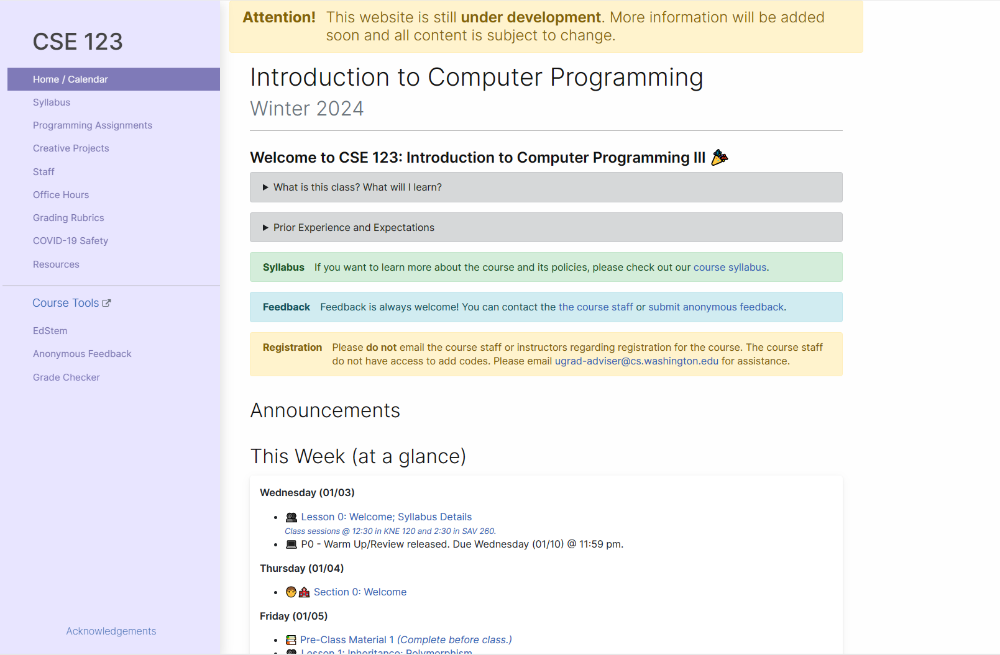 CSE 123
Home / Calendar
Syllabus
Programming Assignments
Creative Projects
Staff
Office Hours
Grading Rubrics
COVID-19 Safety
Resources
Course Tools
EdStem
Anonymous Feedback
Grade Checker
Acknowledgements
Attention! This website is still under development. More information will be added
soon and all content is subject to change.
Introduction to Computer Programming
Winter 2024
Welcome to CSE 123: Introduction to Computer Programming III
What is this class? What will I learn?
Prior Experience and Expectations
Syllabus If you want to learn more about the course and its policies, please check out our course syllabus.
Feedback Feedback is always welcome! You can contact the the course staff or submit anonymous feedback.
Registration Please do not email the course staff or instructors regarding registration for the course. The course staff
do not have access to add codes. Please email ugrad-adviser@cs.washington.edu for assistance.
Announcements
This Week (at a glance)
Wednesday (01/03)
Lesson 0: Welcome; Syllabus Details
Class sessions @ 12:30 in KNE 120 and 2:30 in SAV 260.
P0 - Warm Up/Review released. Due Wednesday (01/10) @ 11:59 pm.
Thursday (01/04)
Section 0: Welcome
Friday (01/05)
Pre-Class Material 1 (Complete before class.)
Lesson 1: Inheritance; Polymorphism